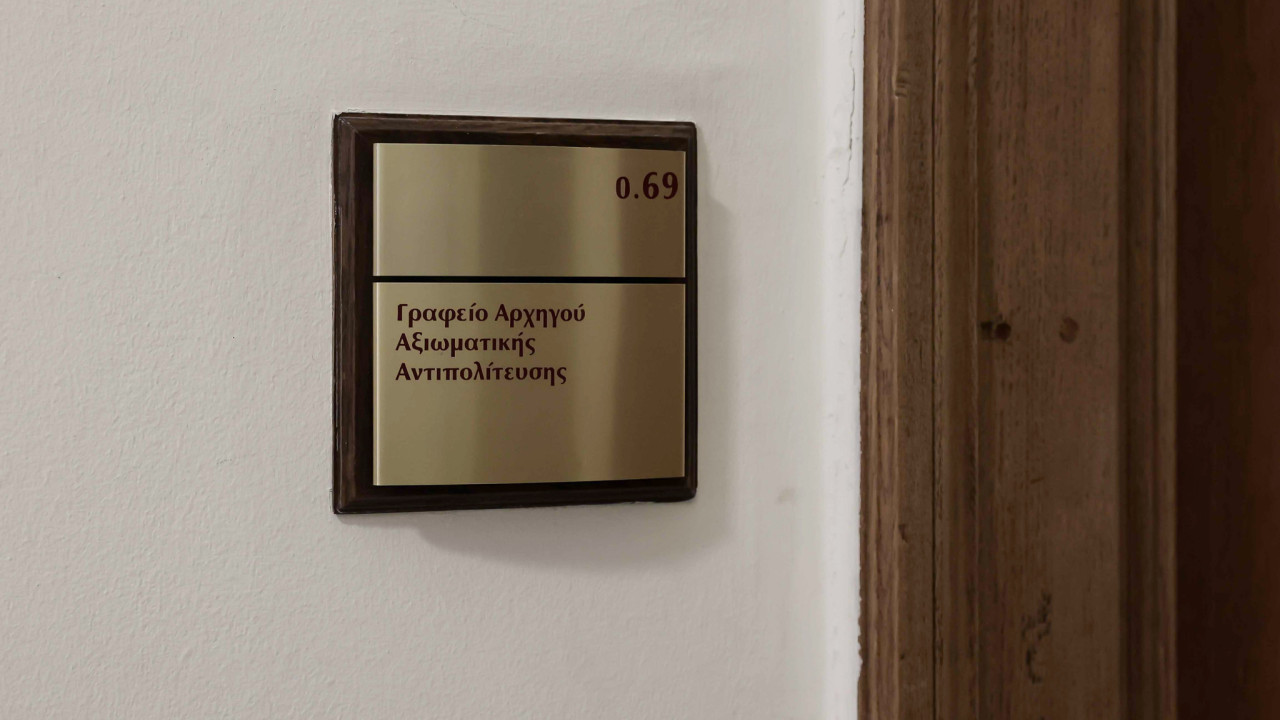 0.69
Γραφείο Αρχηγού
Αξιωματικής
Αντιπολίτευσης